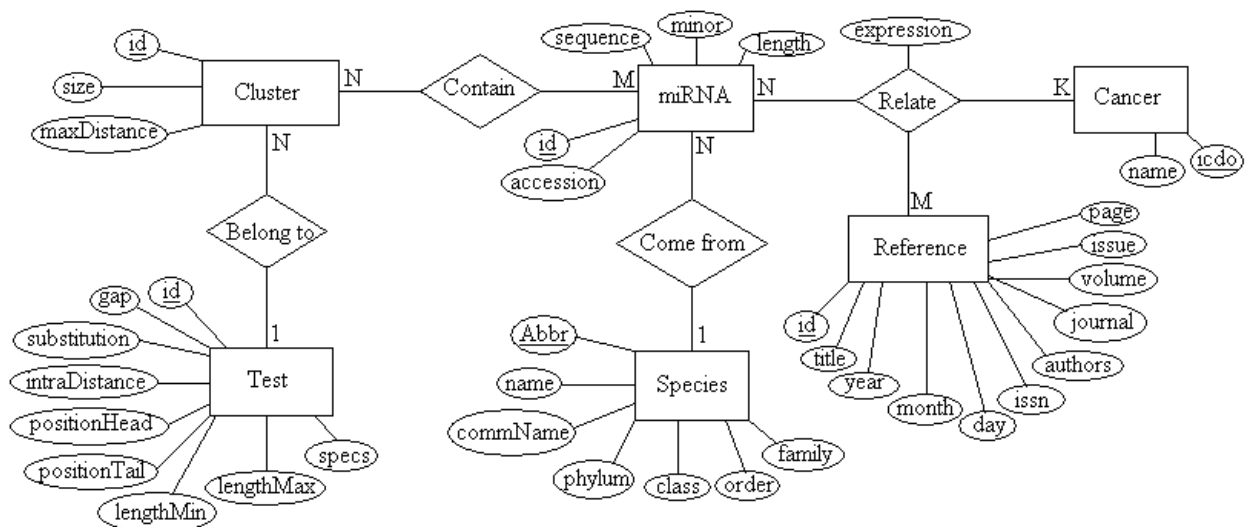 id
size
maxDistance
Cluster
N
N
Contain
M
sequence
minor
length
miRNA
id
accession
N
N
expression
Relate
K
M
Cancer
name
icdo
Belong to
1
Come from
1
Reference
page
issue
volume
journal
authors
issn
day
month
year
title
id
Test
id
gap
substitution
intraDistance
positionHead
positionTail
lengthMin
lengthMax
specs
Species
Abbr
name
commName
phylum
class
order
family